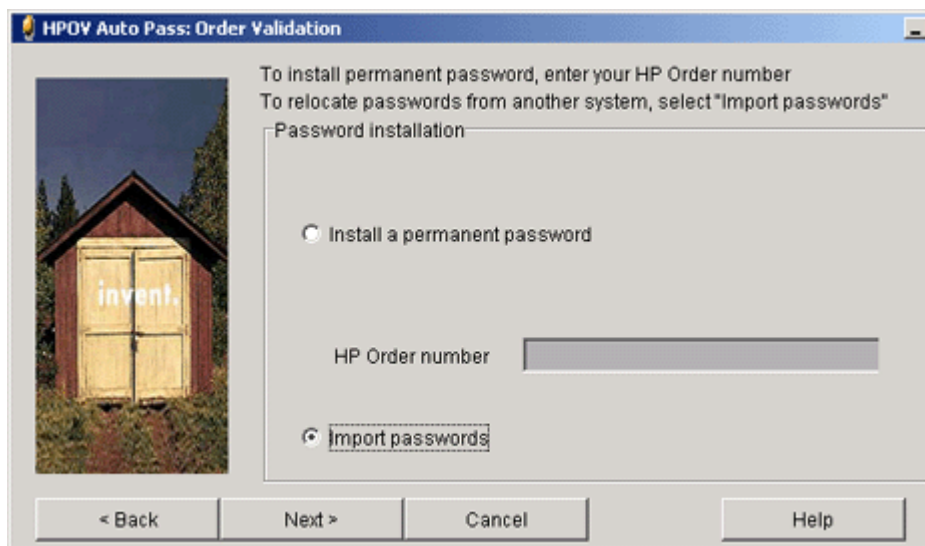 HPOV Auto Pass: Order Validation
To install permanent password, enter your HP Order number
To relocate passwords from another system, select "Import passwords"
Password installation
invent.
Install a permanent password
HP Order number
Import passwords
< Back
Next >
Cancel
Help